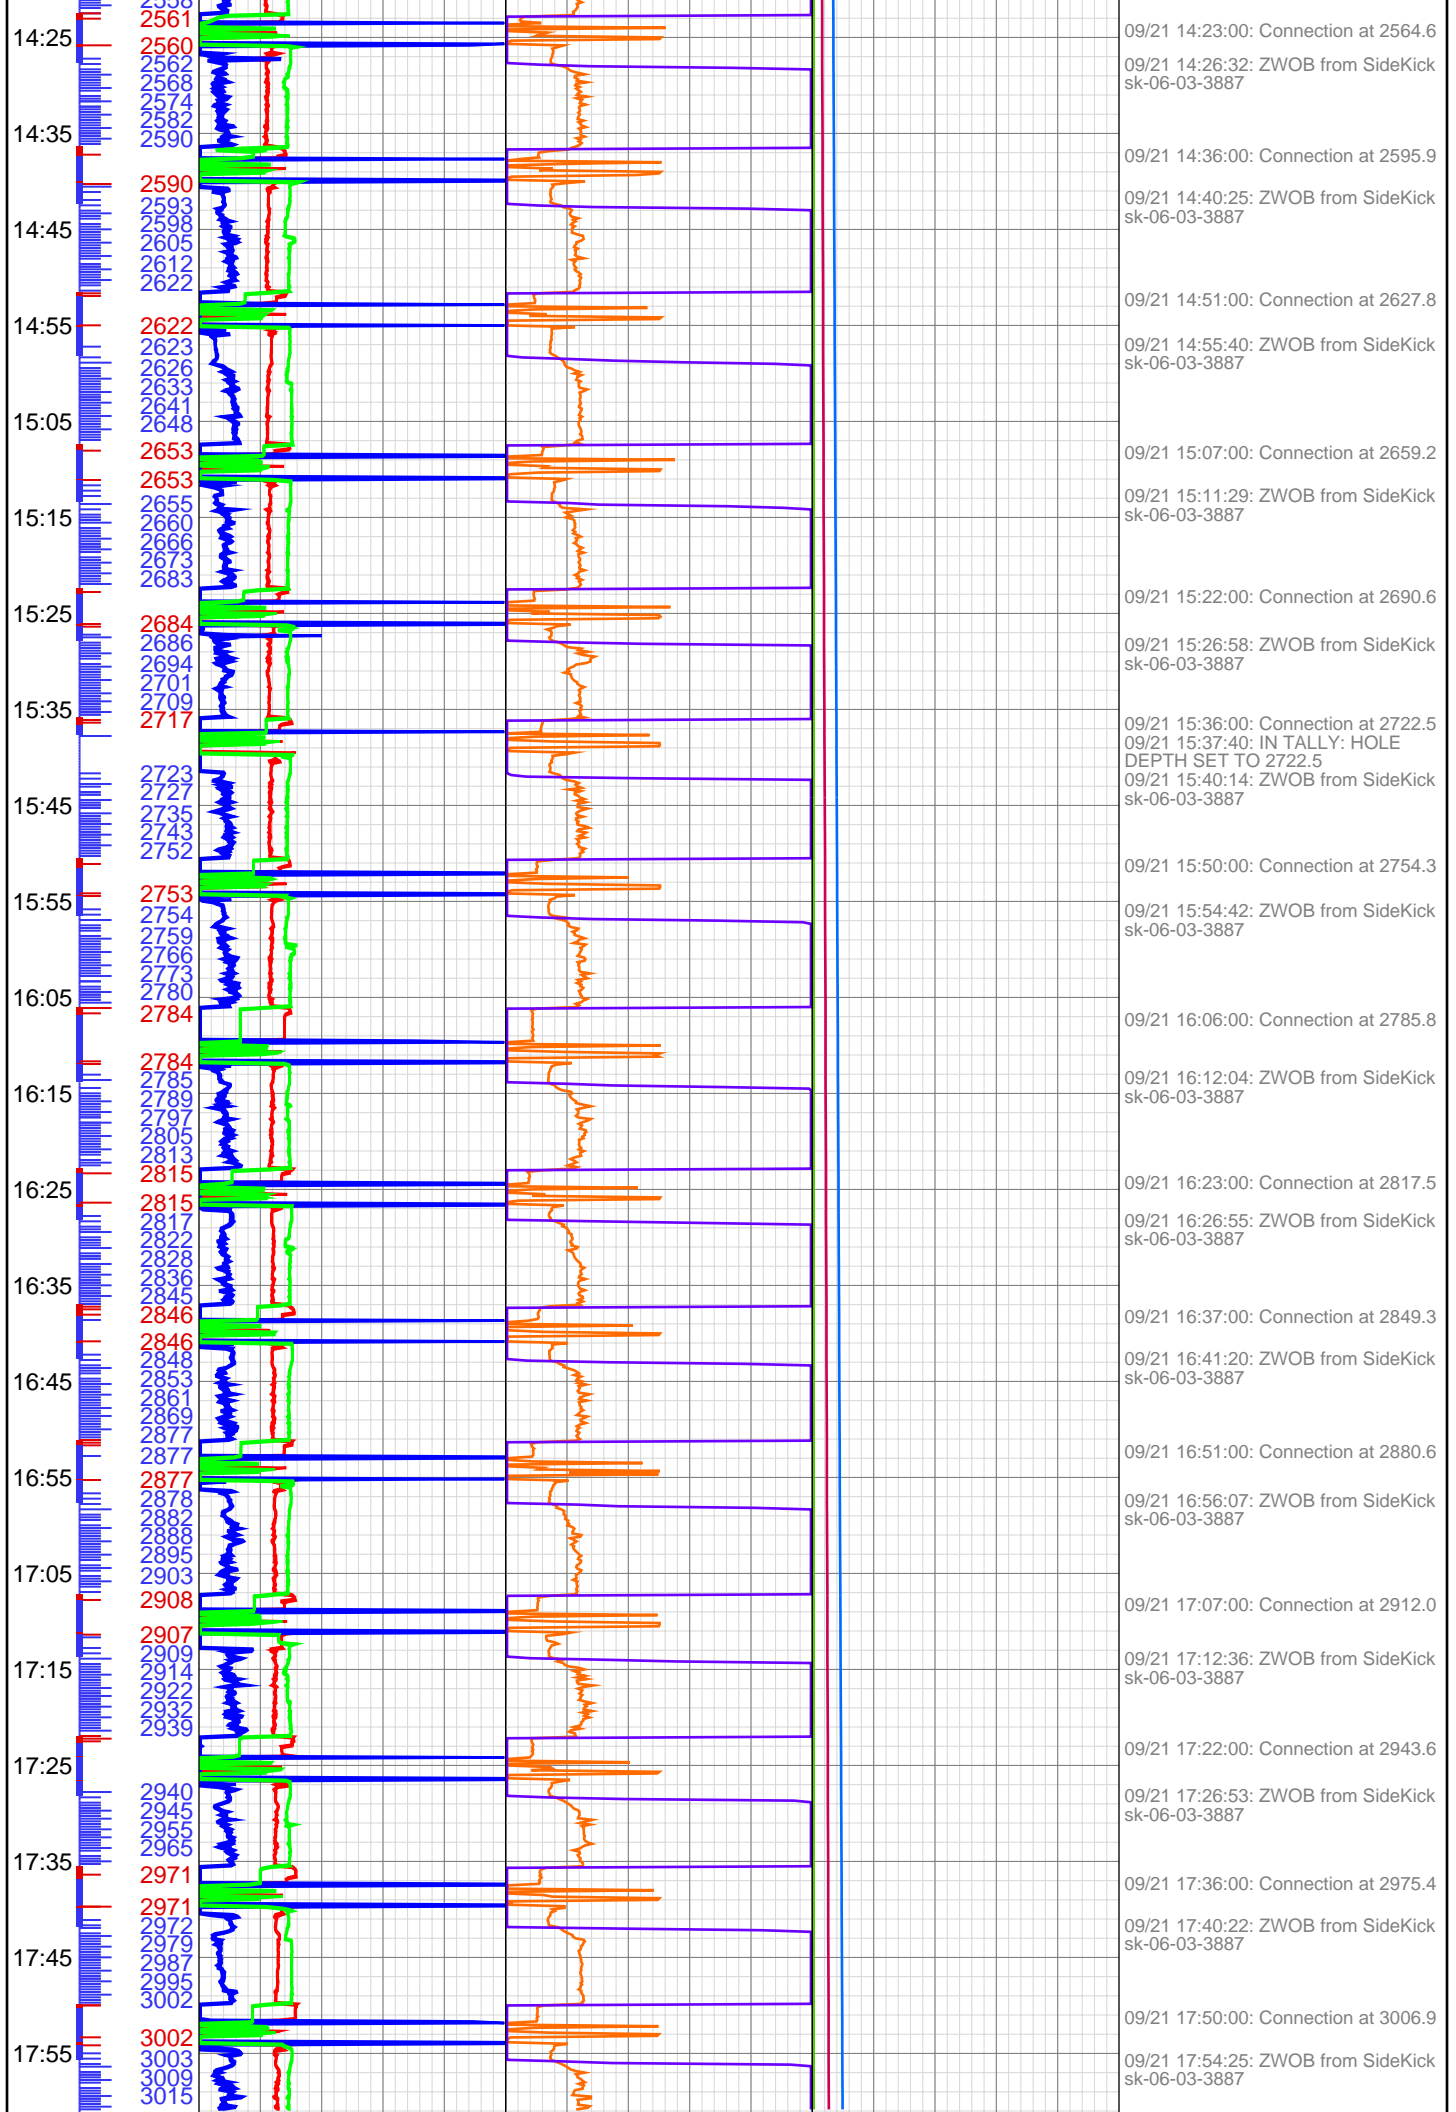 2558
2561
14:25
09/21 14:23:00: Connection at 2564.6
2560
2562
09/21 14:26:32: ZWOB from SideKick
sk-06-03-3887
2568
2574
2582
14:35
2590
09/21 14:36:00: Connection at 2595.9
2590
09/21 14:40:25: ZWOB from SideKick
sk-06-03-3887
2593
2598
14:45
2605
2612
2622
09/21 14:51:00: Connection at 2627.8
14:55
2622
2623
09/21 14:55:40: ZWOB from SideKick
sk-06-03-3887
2626
2633
2641
15:05
2648
2653
09/21 15:07:00: Connection at 2659.2
2653
09/21 15:11:29: ZWOB from SideKick
sk-06-03-3887
2655
15:15
2660
2666
2673
2683
09/21 15:22:00: Connection at 2690.6
15:25
2684
2686
09/21 15:26:58: ZWOB from SideKick
sk-06-03-3887
2694
2701
2709
15:35
2717
09/21 15:36:00: Connection at 2722.5
09/21 15:37:40: IN TALLY: HOLE
DEPTH SET TO 2722.5
2723
09/21 15:40:14: ZWOB from SideKick
sk-06-03-3887
2727
15:45
2735
2743
2752
09/21 15:50:00: Connection at 2754.3
15:55
2753
2754
09/21 15:54:42: ZWOB from SideKick
sk-06-03-3887
2759
2766
2773
2780
16:05
2784
09/21 16:06:00: Connection at 2785.8
2784
2785
09/21 16:12:04: ZWOB from SideKick
sk-06-03-3887
16:15
2789
2797
2805
2813
2815
16:25
09/21 16:23:00: Connection at 2817.5
2815
2817
09/21 16:26:55: ZWOB from SideKick
sk-06-03-3887
2822
2828
2836
16:35
2845
2846
09/21 16:37:00: Connection at 2849.3
2846
2848
09/21 16:41:20: ZWOB from SideKick
sk-06-03-3887
16:45
2853
2861
2869
2877
2877
09/21 16:51:00: Connection at 2880.6
16:55
2877
2878
09/21 16:56:07: ZWOB from SideKick
sk-06-03-3887
2882
2888
2895
17:05
2903
2908
09/21 17:07:00: Connection at 2912.0
2907
2909
09/21 17:12:36: ZWOB from SideKick
sk-06-03-3887
17:15
2914
2922
2932
2939
09/21 17:22:00: Connection at 2943.6
17:25
2940
09/21 17:26:53: ZWOB from SideKick
sk-06-03-3887
2945
2955
2965
17:35
2971
09/21 17:36:00: Connection at 2975.4
2971
2972
09/21 17:40:22: ZWOB from SideKick
sk-06-03-3887
2979
17:45
2987
2995
3002
09/21 17:50:00: Connection at 3006.9
3002
17:55
3003
09/21 17:54:25: ZWOB from SideKick
sk-06-03-3887
3009
3015